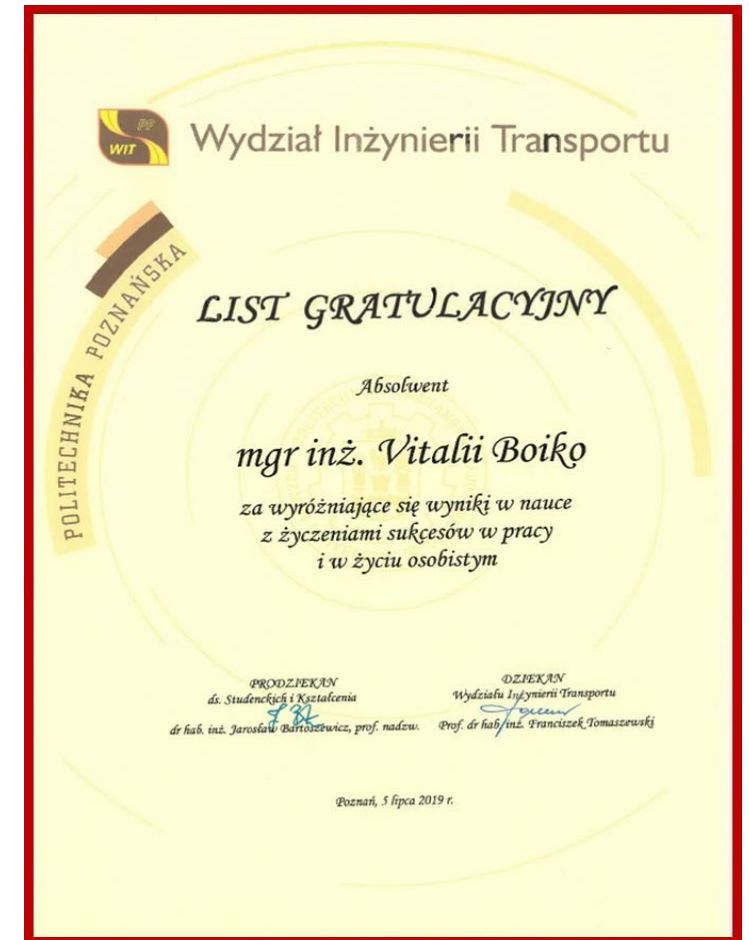 PP
WIT
Wydział Inżynierii Transportu
POLITECHNIKA POZNAŃSKA
LIST GRATULACYJNY
Absolwent
mgr inż. Vitalii Boiko
za wyróżniające się wyniki w nauce
z życzeniami sukcesów w pracy
i w życiu osobistym
PRODZIEKAN
ds. Studenckich i Kształcenia
dr hab. inż. Jarosław Bartoszewicz, prof. nadzw.
DZIEKAN
Wydziału Inżynierii Transportu
Prof. dr hab. inż. Franciszek Tomaszewski
Poznań, 5 lipca 2019 r.